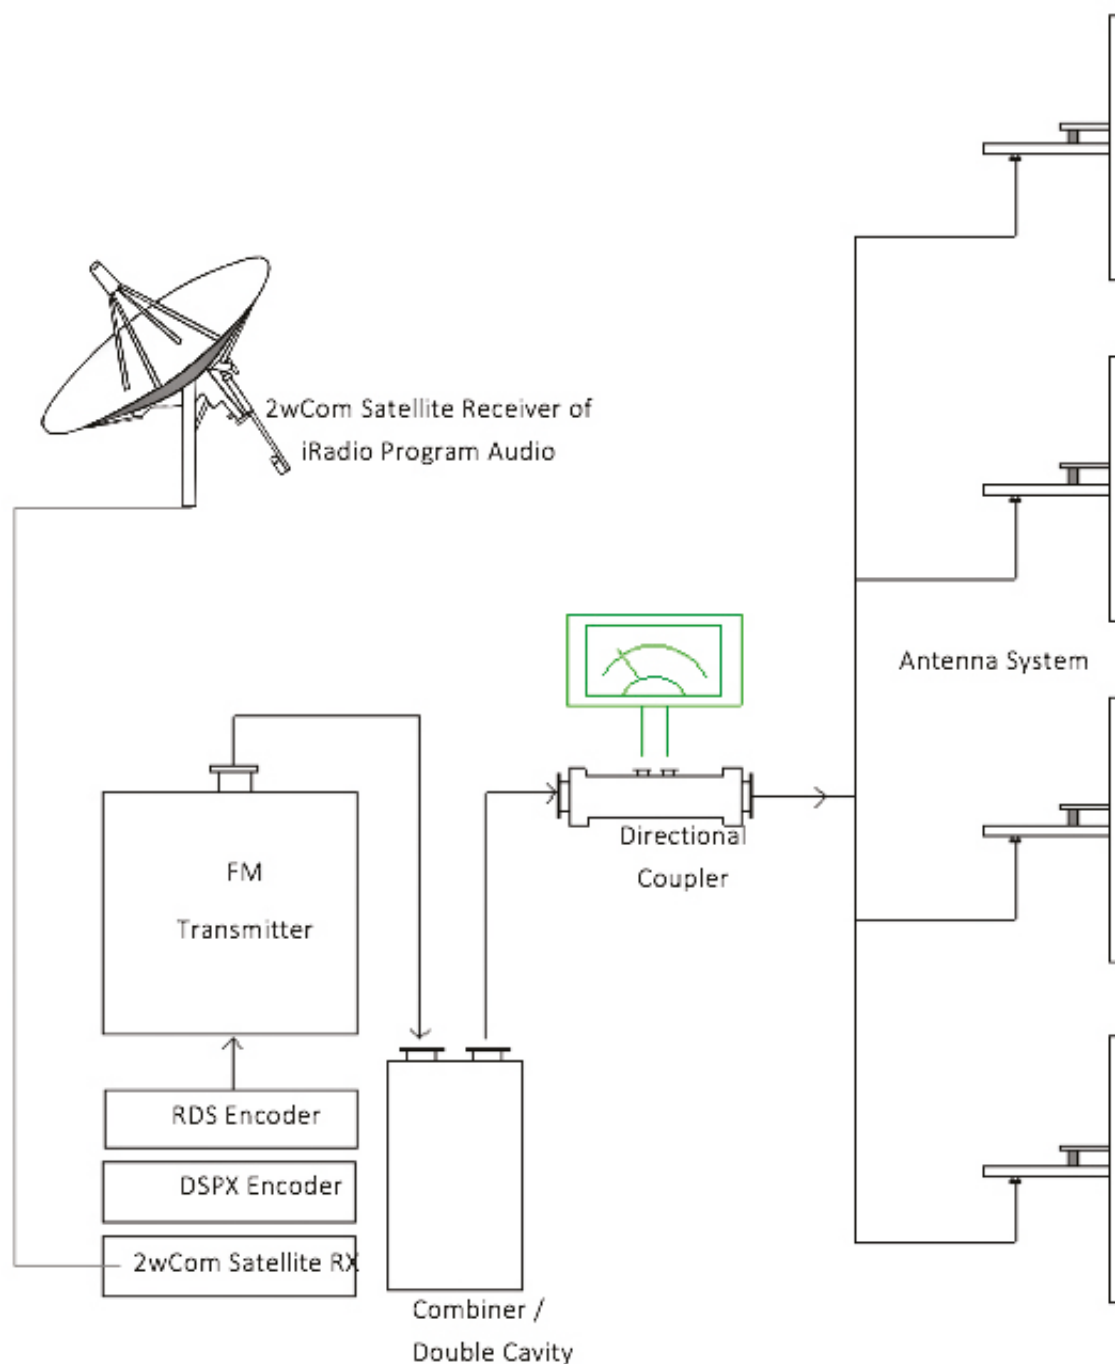 2wCom Satellite Receiver of
iRadio Program Audio
Antenna System
Directional
Coupler
FM
Transmitter
RDS Encoder
DSPX Encoder
2wCom Satellite RX
Combiner /
Double Cavity